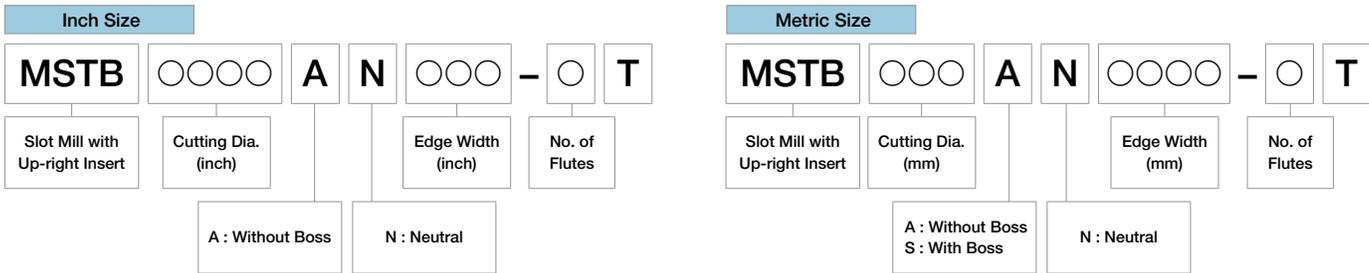 Inch Size
MSTB ○○○○ A N ○○○ – ○ T
Slot Mill with
Up-right Insert
Cutting Dia.
(inch)
Edge Width
(inch)
No. of
Flutes
A : Without Boss
N : Neutral
Metric Size
MSTB ○○○ A N ○○○○ – ○ T
Slot Mill with
Up-right Insert
Cutting Dia.
(mm)
Edge Width
(mm)
No. of
Flutes
A : Without Boss
S : With Boss
N : Neutral